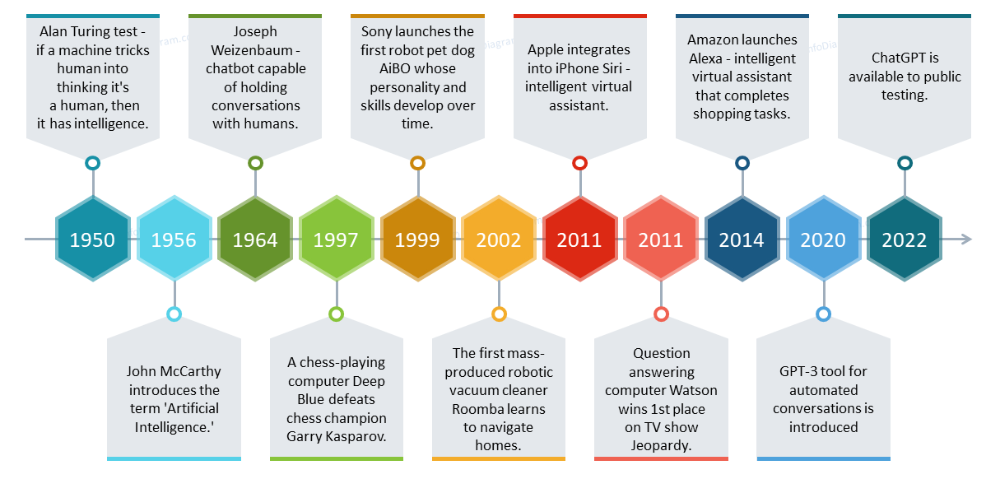 Alan Turing test -
if a machine tricks
human into
thinking it's
a human, then
it has intelligence.
Joseph
Weizenbaum -
chatbot capable
of holding
conversations
with humans.
Sony launches the
first robot pet dog
AiBO whose
personality and
skills develop over
time.
Apple integrates
into iPhone Siri -
intelligent virtual
assistant.
Amazon launches
Alexa - intelligent
virtual assistant
that completes
shopping tasks.
ChatGPT is
available to public
testing.
1950
1956
1964
1997
1999
2002
2011
2011
2014
2020
2022
John McCarthy
introduces the
term 'Artificial
Intelligence.'
A chess-playing
computer Deep
Blue defeats
chess champion
Garry Kasparov.
The first mass-
produced robotic
vacuum cleaner
Roomba learns
to navigate
homes.
Question
answering
computer Watson
wins 1st place
on TV show
Jeopardy.
GPT-3 tool for
automated
conversations is
introduced